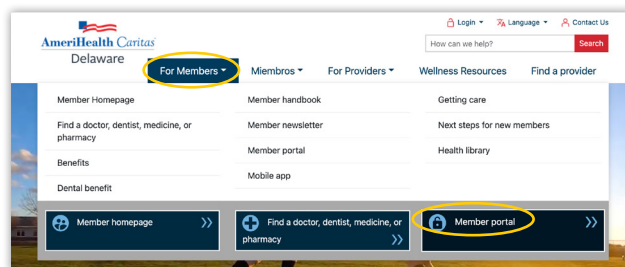 Login
Language
Contact Us
AmeriHealth Caritas
Delaware
How can we help?
Search
For Members
Miembros
For Providers
Wellness Resources
Find a provider
Member Homepage
Find a doctor, dentist, medicine, or
pharmacy
Benefits
Dental benefit
Member handbook
Member newsletter
Member portal
Mobile app
Getting care
Next steps for new members
Health library
Member homepage
Find a doctor, dentist, medicine, or
pharmacy
Member portal